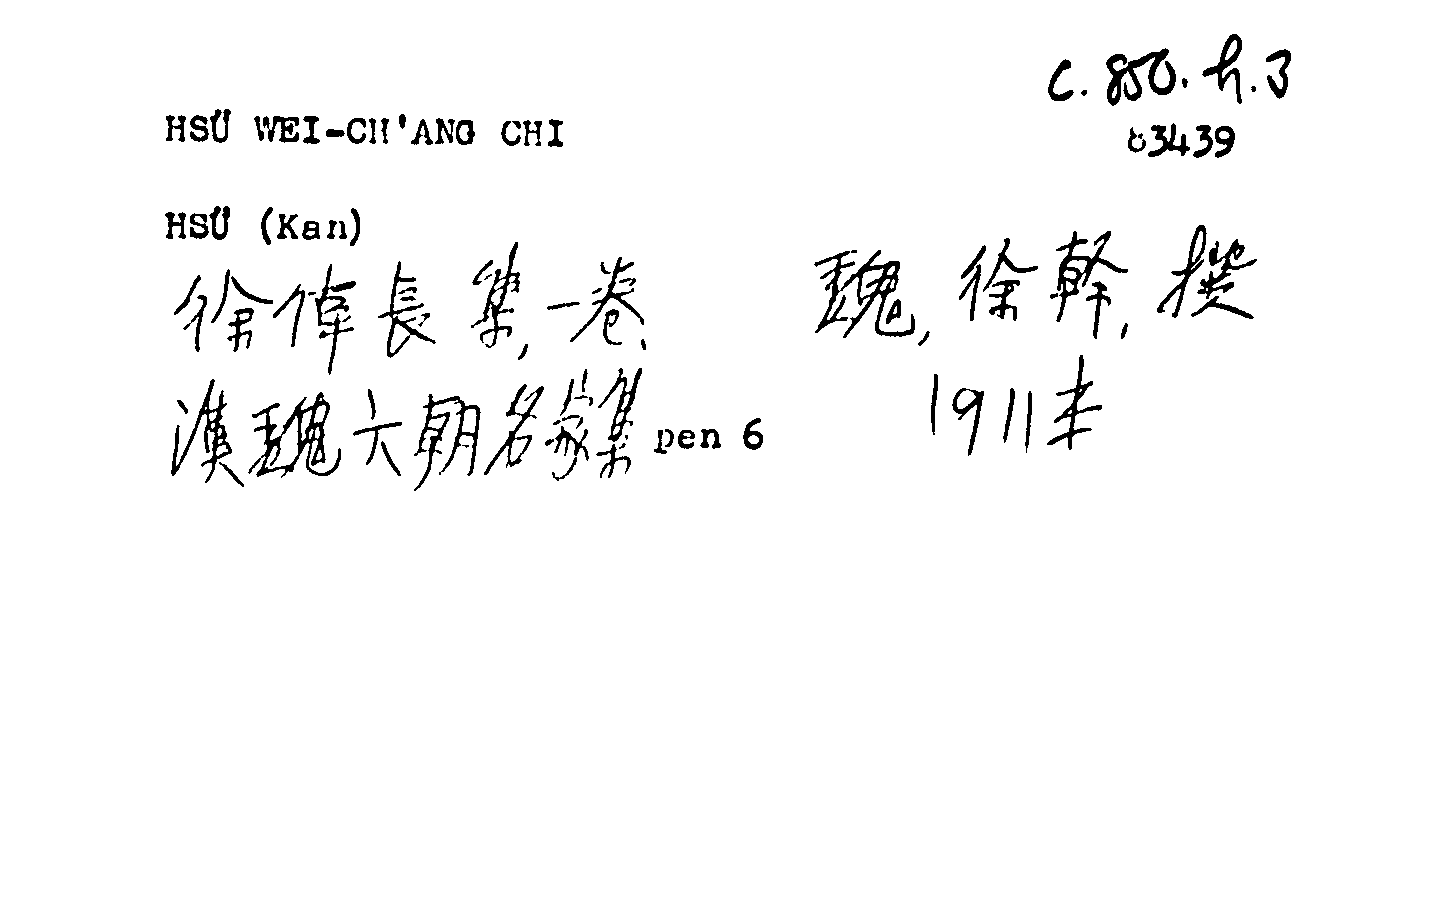 C. 850. h. 3
HSÜ WEI-CH'ANG CHI
83439
HSÜ (Kan)
徐偉長集, 一卷、 魏, 徐幹, 撰
漢魏六朝名家集 pen 6 1911年